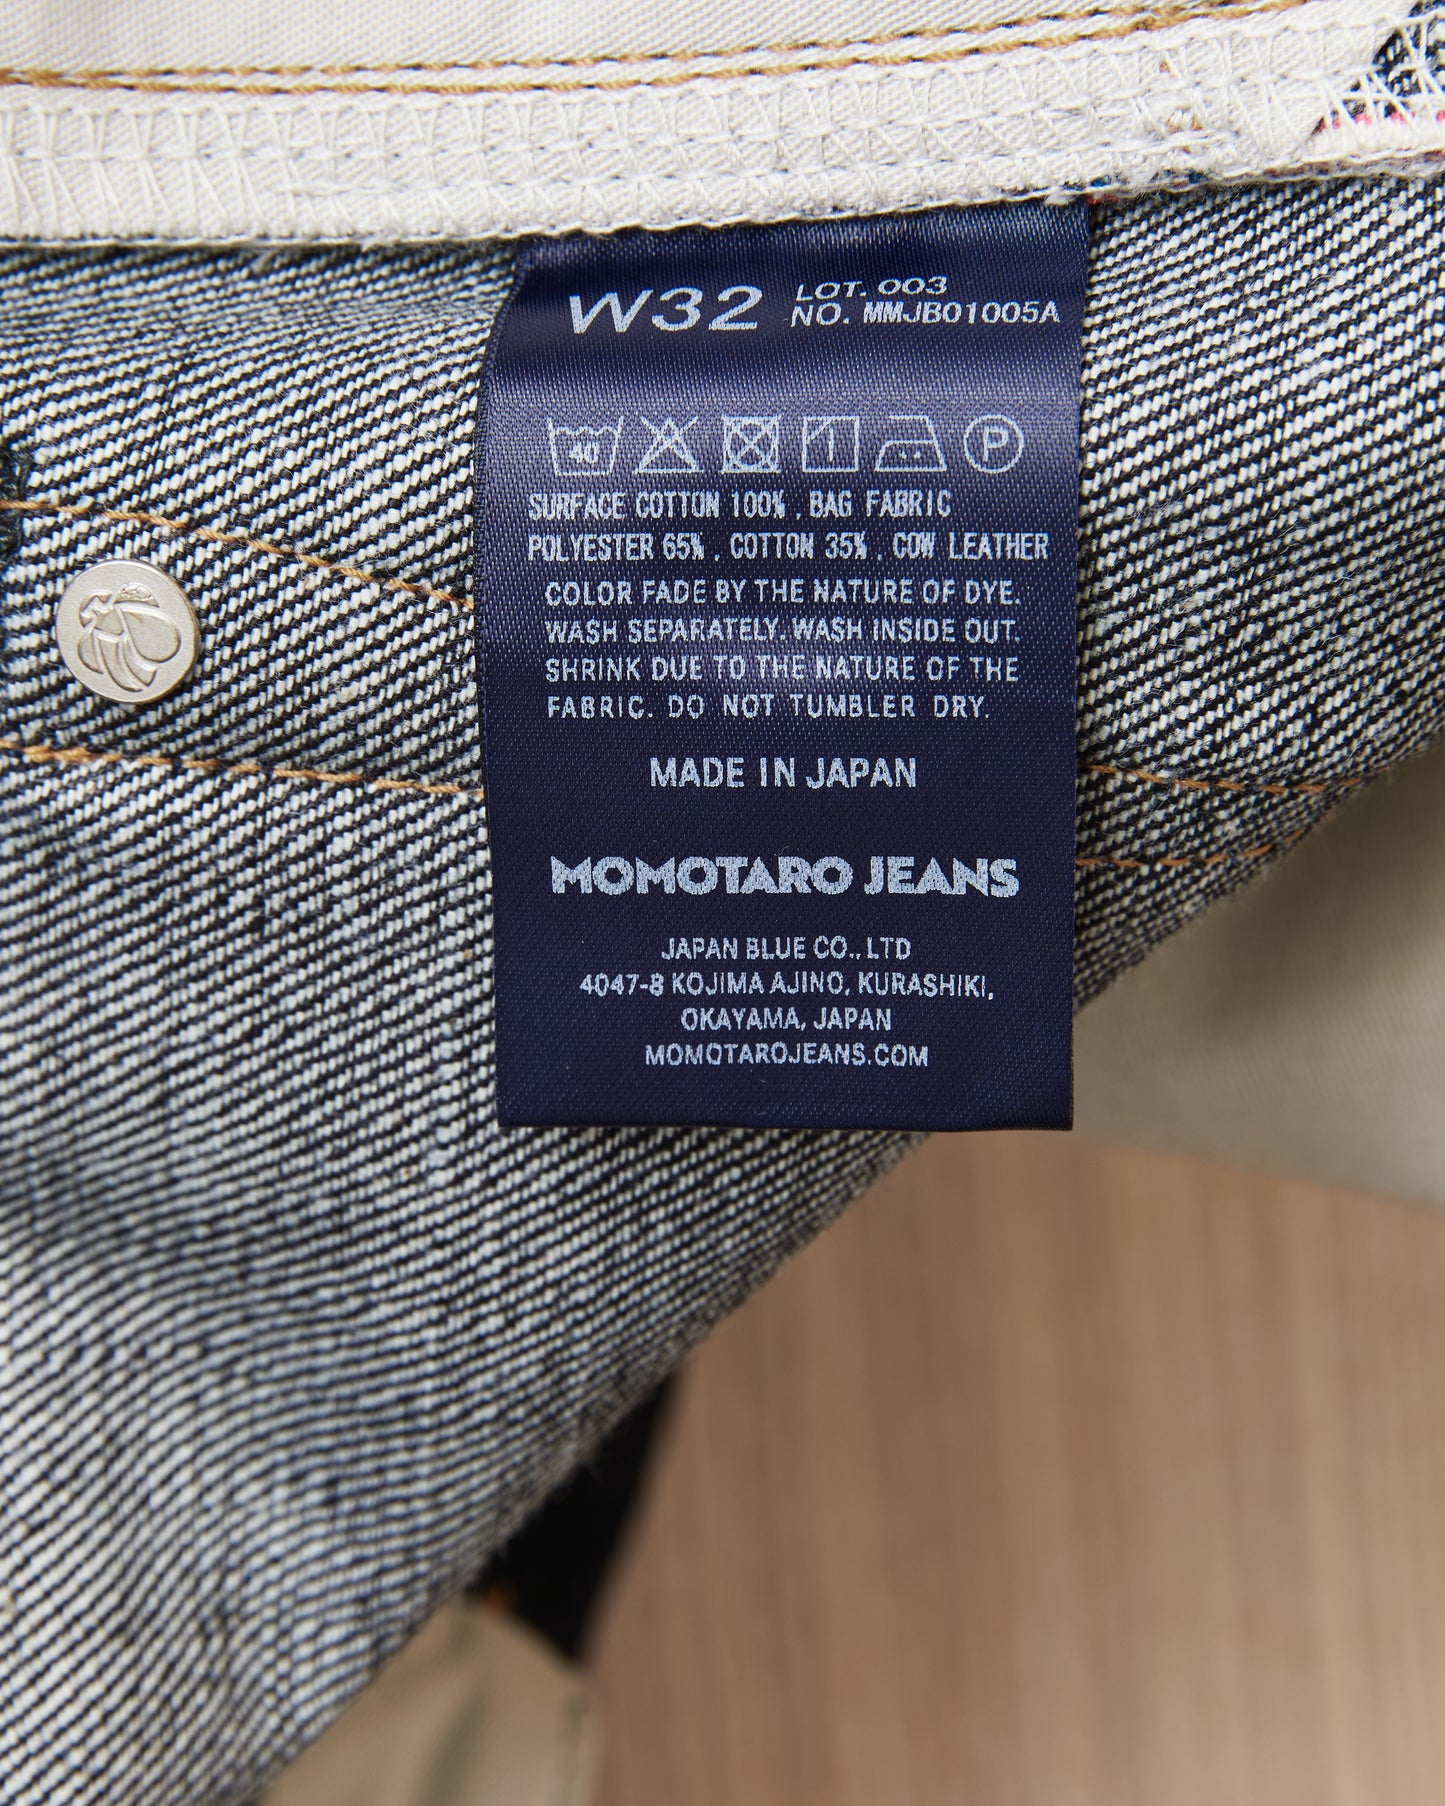 W32
LOT. 003
NO. MMJB01005A
40
P
SURFACE COTTON 100%, BAG FABRIC
POLYESTER 65%, COTTON 35%, COW LEATHER
COLOR FADE BY THE NATURE OF DYE.
WASH SEPARATELY. WASH INSIDE OUT.
SHRINK DUE TO THE NATURE OF THE
FABRIC. DO NOT TUMBLER DRY.
MADE IN JAPAN
MOMOTARO JEANS
JAPAN BLUE CO., LTD
4047-8 KOJIMA AJINO, KURASHIKI,
OKAYAMA, JAPAN
MOMOTAROJEANS.COM